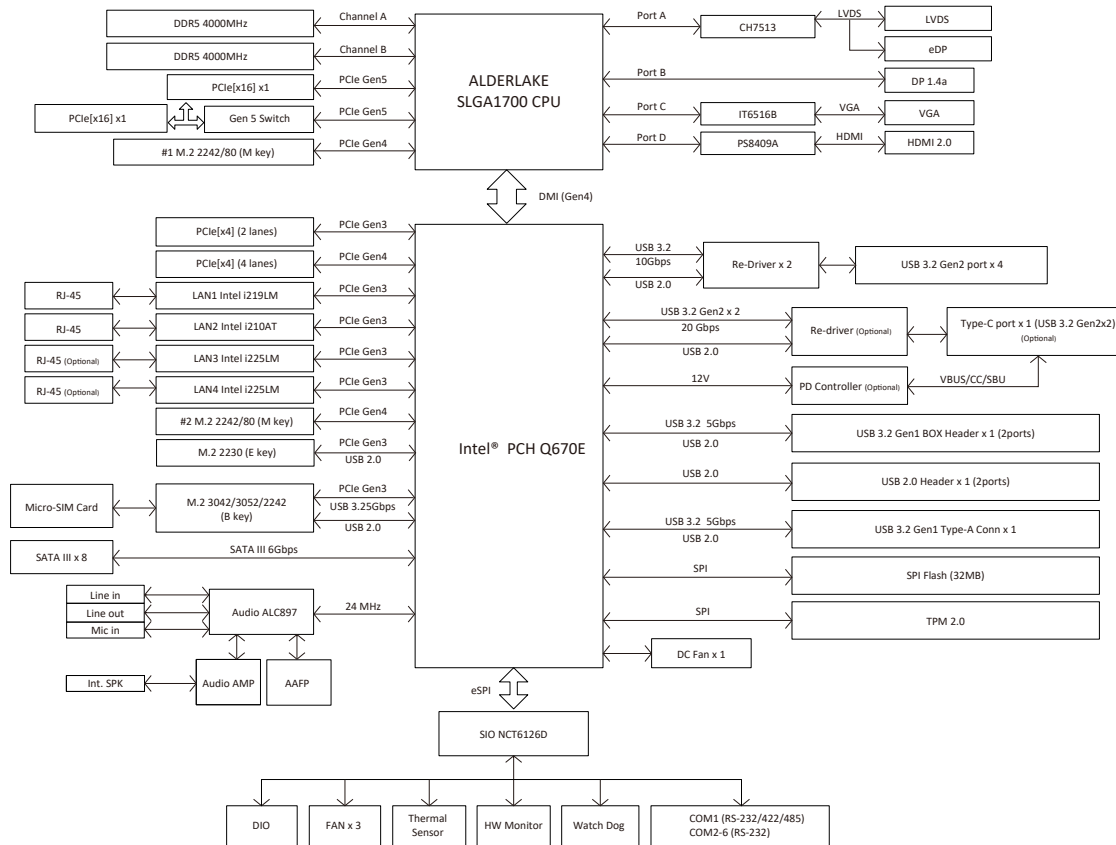 DDR5 4000MHz
Channel A
DDR5 4000MHz
Channel B
PCIe[x16] x1
PCIe Gen5
PCIe[x16] x1
Gen 5 Switch
PCIe Gen5
#1 M.2 2242/80 (M key)
PCIe Gen4
ALDERLAKE
SLGA1700 CPU
Port A
CH7513
LVDS
LVDS
eDP
Port B
DP 1.4a
Port C
IT6516B
VGA
VGA
Port D
PS8409A
HDMI
HDMI 2.0
DMI (Gen4)
PCIe[x4] (2 lanes)
PCIe Gen3
PCIe[x4] (4 lanes)
PCIe Gen4
RJ-45
LAN1 Intel i219LM
PCIe Gen3
RJ-45
LAN2 Intel i210AT
PCIe Gen3
RJ-45 (Optional)
LAN3 Intel i225LM
PCIe Gen3
RJ-45 (Optional)
LAN4 Intel i225LM
PCIe Gen3
#2 M.2 2242/80 (M key)
PCIe Gen4
M.2 2230 (E key)
PCIe Gen3
USB 2.0
Micro-SIM Card
M.2 3042/3052/2242
(B key)
PCIe Gen3
USB 3.25Gbps
USB 2.0
SATA III x 8
SATA III 6Gbps
Line in
Line out
Mic in
Audio ALC897
24 MHz
Int. SPK
Audio AMP
AAFP
Intel® PCH Q670E
USB 3.2
10Gbps
USB 2.0
Re-Driver x 2
USB 3.2 Gen2 port x 4
USB 3.2 Gen2 x 2
20 Gbps
USB 2.0
Re-driver (Optional)
Type-C port x 1 (USB 3.2 Gen2x2)
(Optional)
12V
PD Controller (Optional)
VBUS/CC/SBU
USB 3.2 5Gbps
USB 2.0
USB 3.2 Gen1 BOX Header x 1 (2ports)
USB 2.0
USB 2.0 Header x 1 (2ports)
USB 3.2 5Gbps
USB 2.0
USB 3.2 Gen1 Type-A Conn x 1
SPI
SPI Flash (32MB)
SPI
TPM 2.0
DC Fan x 1
eSPI
SIO NCT6126D
DIO
FAN x 3
Thermal
Sensor
HW Monitor
Watch Dog
COM1 (RS-232/422/485)
COM2-6 (RS-232)